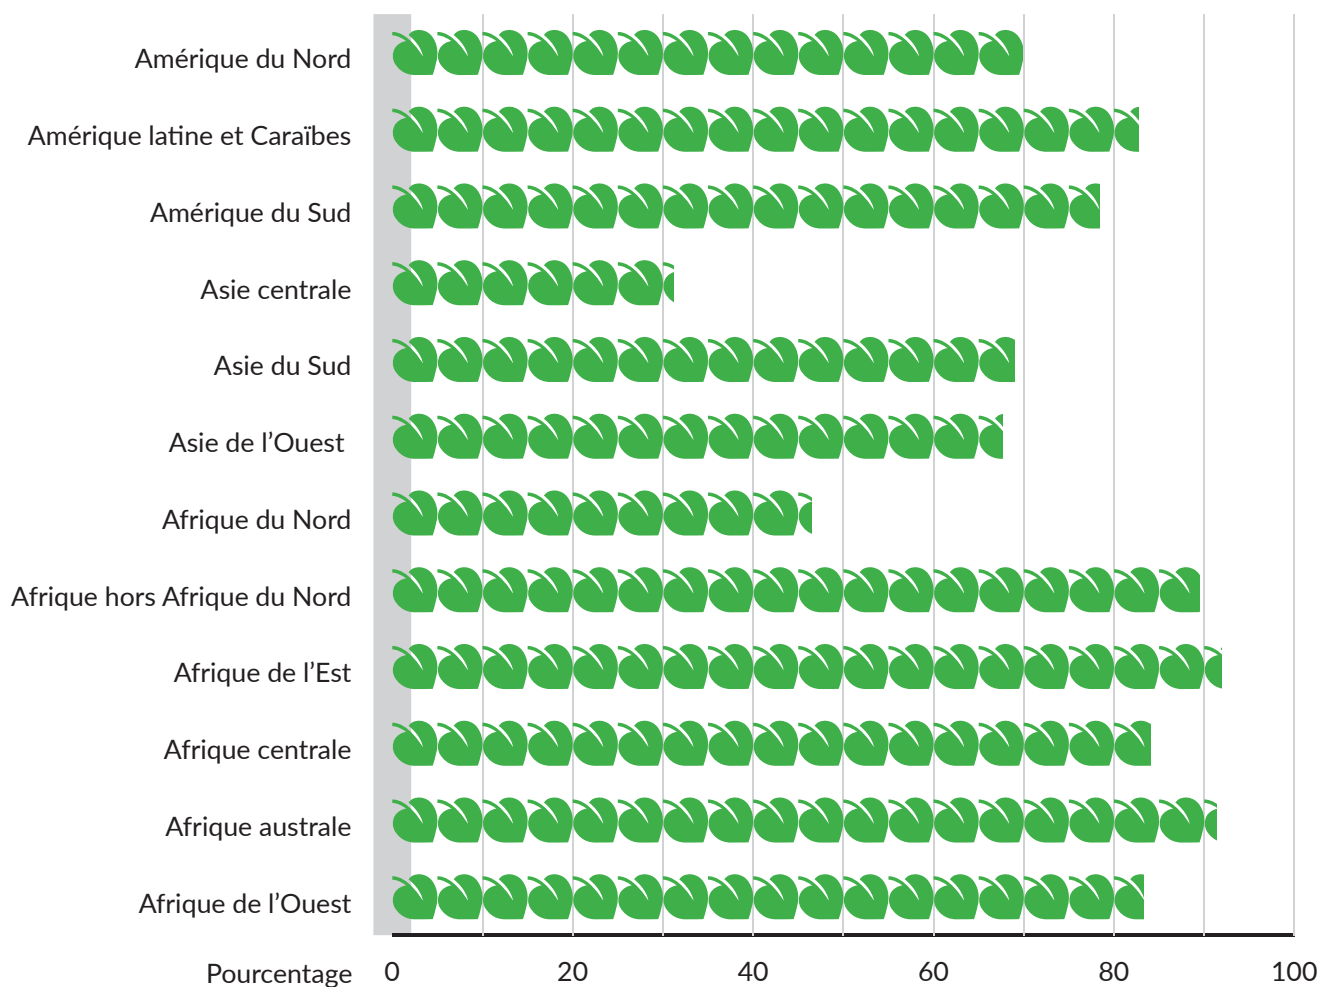 Amérique du Nord
Amérique latine et Caraïbes
Amérique du Sud
Asie centrale
Asie du Sud
Asie de l’Ouest
Afrique du Nord
Afrique hors Afrique du Nord
Afrique de l’Est
Afrique centrale
Afrique australe
Afrique de l’Ouest
Pourcentage 0 20 40 60 80 100